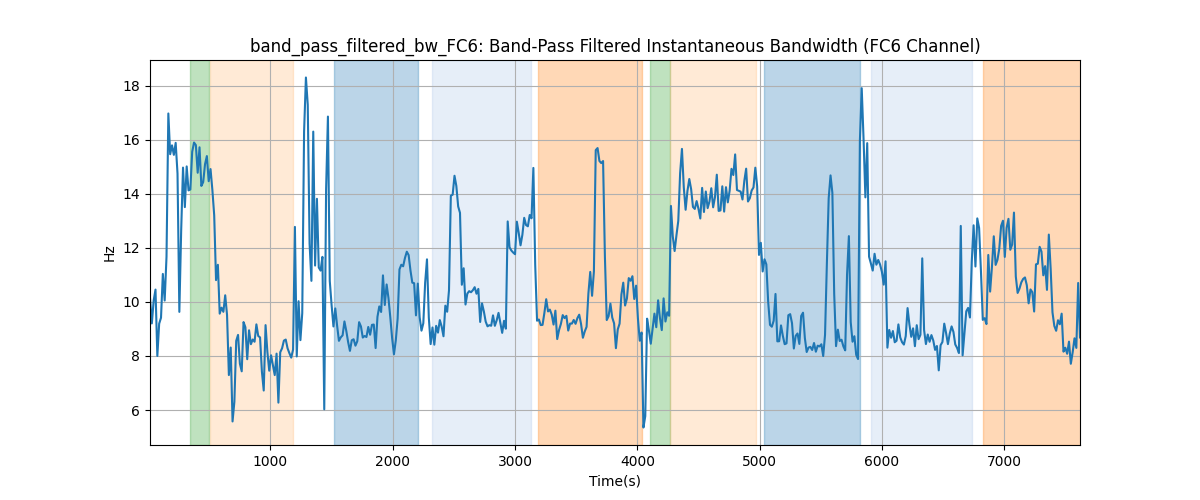 band_pass_filtered_bw_FC6: Band-Pass Filtered Instantaneous Bandwidth (FC6 Channel)
18
16
14
12
10
8
6
Hz
1000 2000 3000 4000 5000 6000 7000
Time(s)